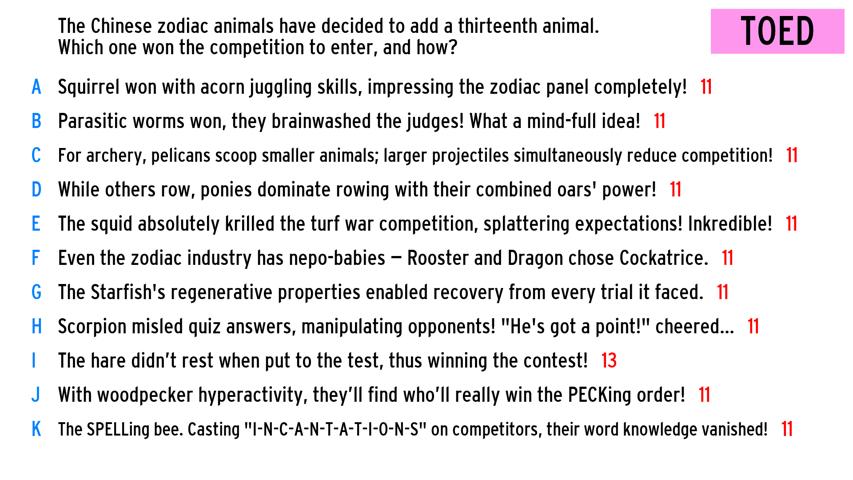 The Chinese zodiac animals have decided to add a thirteenth animal.
Which one won the competition to enter, and how?
TOED
A Squirrel won with acorn juggling skills, impressing the zodiac panel completely! 11
B Parasitic worms won, they brainwashed the judges! What a mind-full idea! 11
C For archery, pelicans scoop smaller animals; larger projectiles simultaneously reduce competition! 11
D While others row, ponies dominate rowing with their combined oars' power! 11
E The squid absolutely krilled the turf war competition, splattering expectations! Inkredible! 11
F Even the zodiac industry has nepo-babies – Rooster and Dragon chose Cockatrice. 11
G The Starfish's regenerative properties enabled recovery from every trial it faced. 11
H Scorpion misled quiz answers, manipulating opponents! "He's got a point!" cheered... 11
I The hare didn’t rest when put to the test, thus winning the contest! 13
J With woodpecker hyperactivity, they’ll find who’ll really win the PECKing order! 11
K The SPELLing bee. Casting "I-N-C-A-N-T-A-T-I-O-N-S" on competitors, their word knowledge vanished! 11